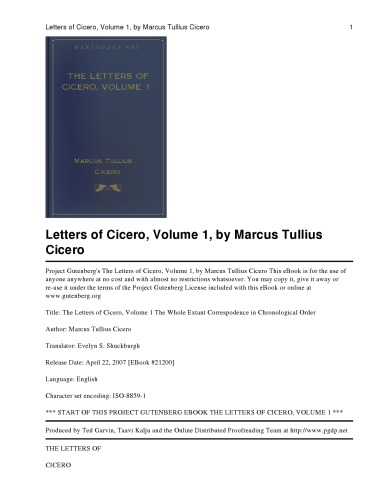 Letters of Cicero, Volume 1, by Marcus Tullius Cicero 1
MANYBOOKS.NET
THE LETTERS OF
CICERO, VOLUME 1
MARCUS TULLIUS
CICERO
Letters of Cicero, Volume 1, by Marcus Tullius
Cicero
Project Gutenberg's The Letters of Cicero, Volume 1, by Marcus Tullius Cicero This eBook is for the use of
anyone anywhere at no cost and with almost no restrictions whatsoever. You may copy it, give it away or
re-use it under the terms of the Project Gutenberg License included with this eBook or online at
www.gutenberg.org
Title: The Letters of Cicero, Volume 1 The Whole Extant Correspodence in Chronological Order
Author: Marcus Tullius Cicero
Translator: Evelyn S. Shuckburgh
Release Date: April 22, 2007 [EBook #21200]
Language: English
Character set encoding: ISO-8859-1
*** START OF THIS PROJECT GUTENBERG EBOOK THE LETTERS OF CICERO, VOLUME 1 ***
Produced by Ted Garvin, Taavi Kalju and the Online Distributed Proofreading Team at http://www.pgdp.net
THE LETTERS OF
CICERO